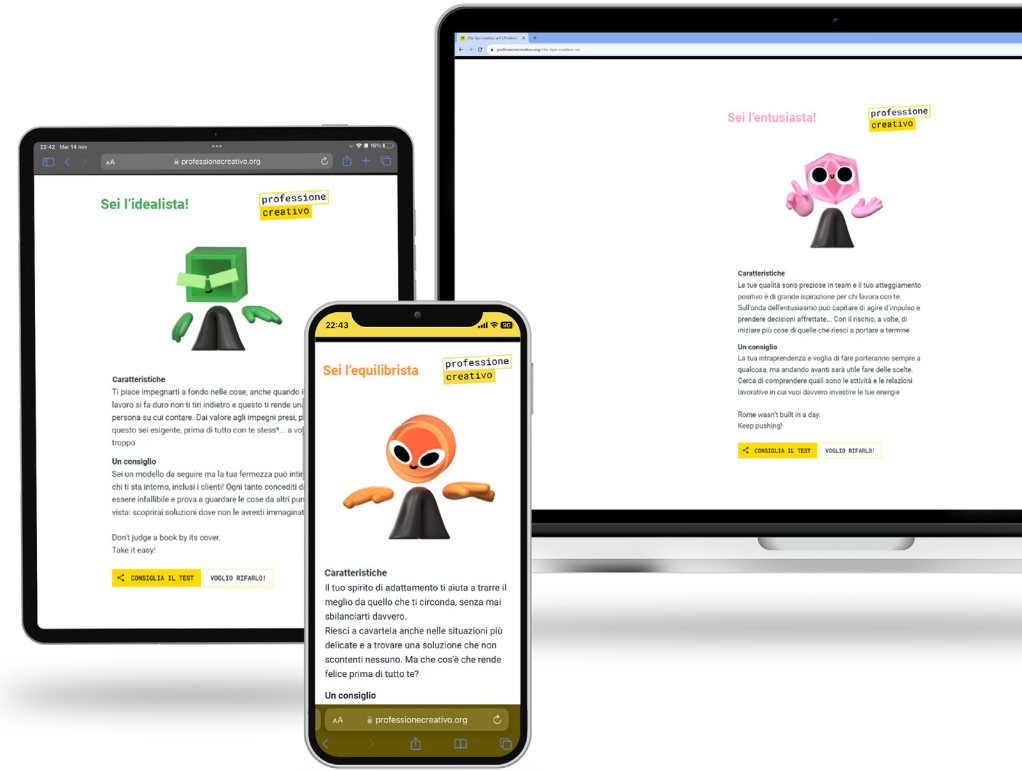 22:42 Mar 14 nov
AA
professionecreativo.org
Sei l'idealista!
professione
creativo
Caratteristiche
Ti piace impegnarti a fondo nelle cose, anche quando i
lavoro si fa duro non ti tiri indietro e questo ti rende un
persona su cui contare. Dai valore agli impegni presi, p
questo sei esigente, prima di tutto con te stess*... a vol
troppo
Un consiglio
Sei un modello da seguire ma la tua fermezza può intin
chi ti sta intorno, inclusi i clienti! Ogni tanto concediti d
essere infallibile e prova a guardare le cose da altri pun
vista: scoprirai soluzioni dove non le avresti immaginat
Don't judge a book by its cover.
Take it easy!
CONSIGLIA IL TEST
VOGLIO RIFARLO!
22:43
90
Sei l'equilibrista
professione
creativo
Caratteristiche
Il tuo spirito di adattamento ti aiuta a trarre il
meglio da quello che ti circonda, senza mai
sbilanciarti davvero.
Riesci a cavartela anche nelle situazioni più
delicate e a trovare una soluzione che non
scontenti nessuno. Ma che cos'è che rende
felice prima di tutto te?
Un consiglio
AA
professionecreativo.org
professionecreativo.org/che-tipo-creativo-sei
Sei l'entusiasta!
professione
creativo
Caratteristiche
Le tue qualità sono preziose in team e il tuo atteggiamento
positivo è di grande ispirazione per chi lavora con te.
Sull'onda dell'entusiasmo può capitare di agire d'impulso e
prendere decisioni affrettate... Con il rischio, a volte, di
iniziare più cose di quelle che riesci a portare a termine
Un consiglio
La tua intraprendenza e voglia di fare porteranno sempre a
qualcosa, ma andando avanti sarà utile fare delle scelte.
Cerca di comprendere quali sono le attività e le relazioni
lavorative in cui vuoi davvero investire le tue energie
Rome wasn't built in a day.
Keep pushing!
CONSIGLIA IL TEST
VOGLIO RIFARLO!